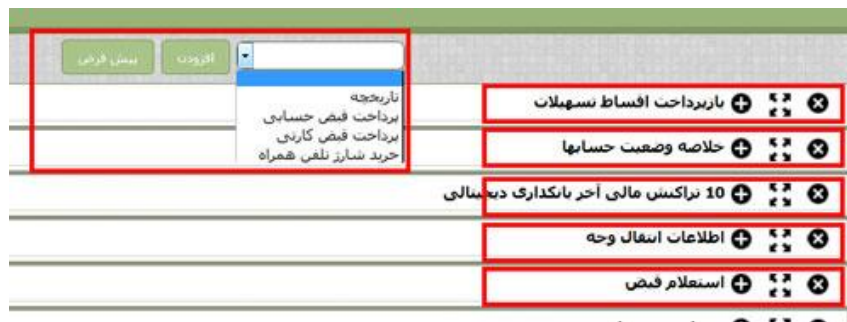 افزودن پیش فرض
تاریخچه
پرداخت قبض حسابی
پرداخت قبض کارتی
خرید شارژ تلفن همراه
بازپرداخت اقساط تسهیلات
خلاصه وضعیت حسابها
10 تراکنش مالی آخر بانکداری دیجیتالی
اطلاعات انتقال وجه
استعلام قبض